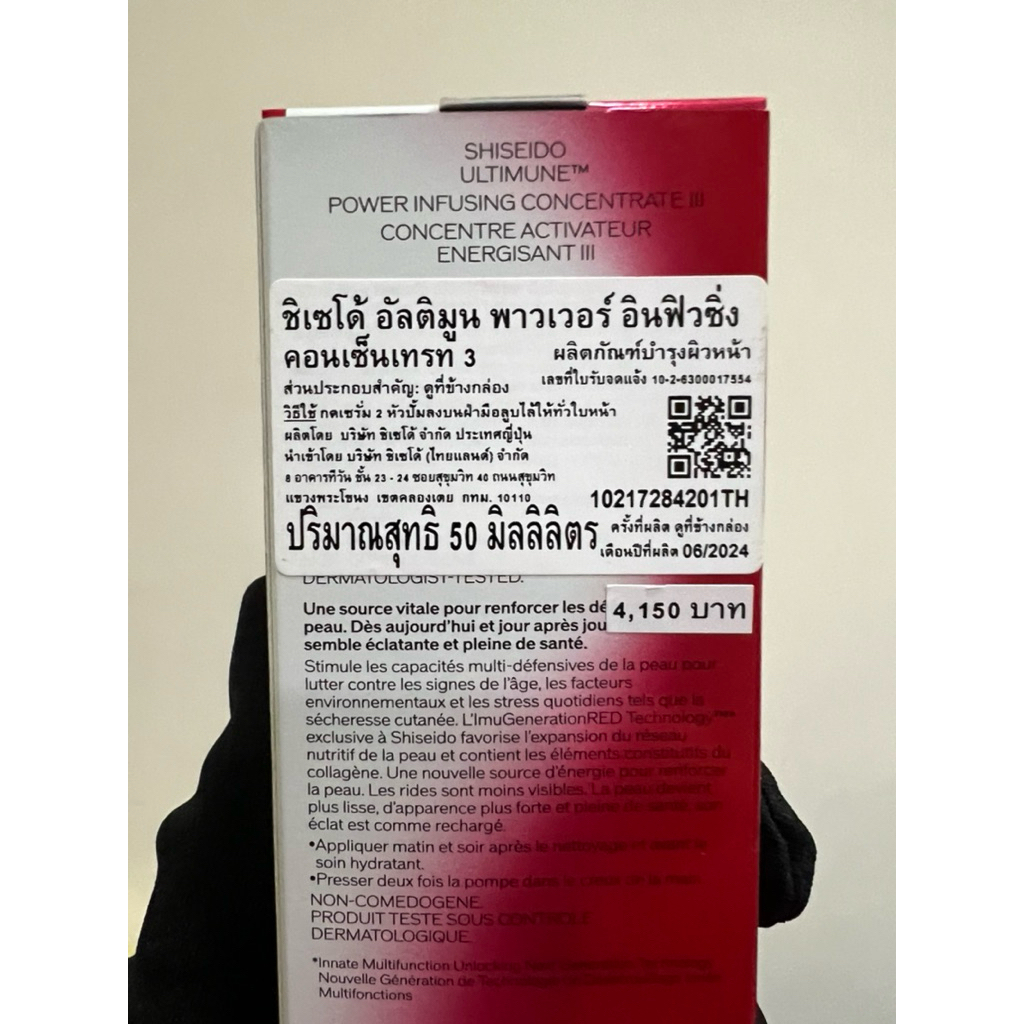 SHISEIDO
ULTIMUNE™
POWER INFUSING CONCENTRATE III
CONCENTRE ACTIVATEUR
ENERGISANT III
ชิเซโด้ อัลติมูน พาวเวอร์ อินฟิวซิ่ง
คอนเซ็นเทรท 3 ผลิตภัณฑ์บำรุงผิวหน้า
ส่วนประกอบสำคัญ: ดูที่ข้างกล่อง เลขที่ใบรับจดแจ้ง 10-2-6300017554
วิธีใช้ กดเซรั่ม 2 หัวปั้มลงบนฝ่ามือลูบไล้ให้ทั่วใบหน้า
ผลิตโดย บริษัท ชิเซโด้ จำกัด ประเทศญี่ปุ่น
นำเข้าโดย บริษัท ชิเซโด้ (ไทยแลนด์) จำกัด
8 อาคารทีวัน ชั้น 23 - 24 ซอยสุขุมวิท 40 ถนนสุขุมวิท
แขวงพระโขนง เขตคลองเตย กทม. 10110 10217284201TH
ปริมาณสุทธิ 50 มิลลิลิตร ครั้งที่ผลิต ดูที่ข้างกล่อง
เดือนปีที่ผลิต 06/2024
DERMATOLOGIST-TESTED.
4,150 บาท
Une source vitale pour renforcer les dé
peau. Dès aujourd'hui et jour après jou
semble éclatante et pleine de santé.
Stimule les capacités multi-défensives de la peau pour
lutter contre les signes de l'âge, les facteurs
environnementaux et les stress quotidiens tels que la
sécheresse cutanée. L'ImuGenerationRED Technology™*
exclusive à Shiseido favorise l'expansion du réseau
nutritif de la peau et contient les éléments constitutifs du
collagène. Une nouvelle source d'énergie pour renforcer
la peau. Les rides sont moins visibles. La peau devient
plus lisse, d'apparence plus forte et pleine de santé, son
éclat est comme rechargé.
•Appliquer matin et soir après le nettoyage et avant le
soin hydratant.
•Presser deux fois la pompe dans le creux de la main.
NON-COMEDOGENE.
PRODUIT TESTE SOUS CONTROLE
DERMATOLOGIQUE.
*Innate Multifunction Unlocking
Nouvelle Génération de Technologie
Multifonctions